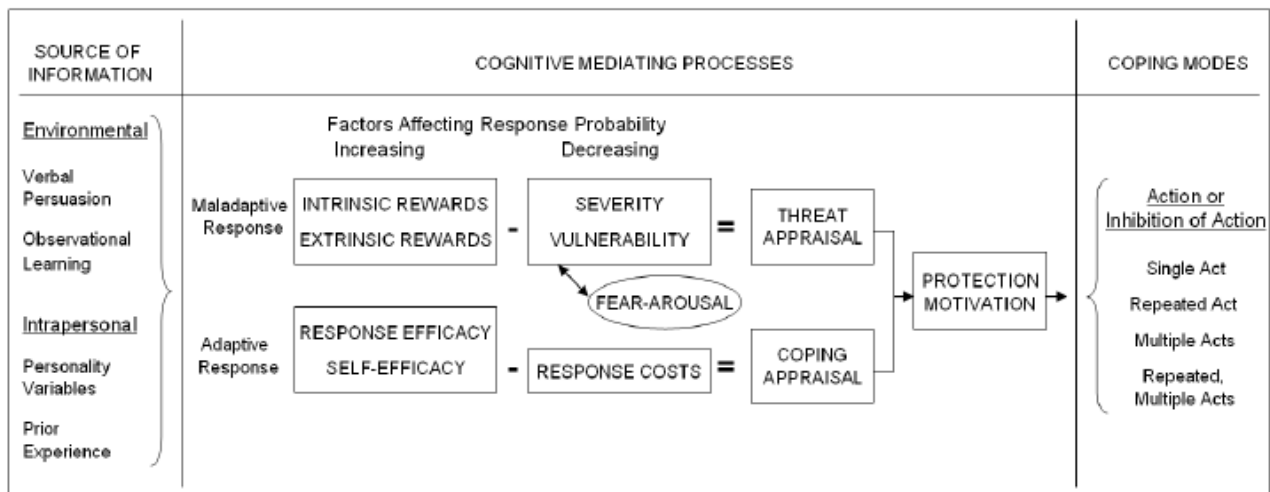 SOURCE OF
INFORMATION
COGNITIVE MEDIATING PROCESSES
COPING MODES
Environmental
Verbal
Persuasion
Observational
Learning
Intrapersonal
Personality
Variables
Prior
Experience
Factors Affecting Response Probability
Increasing
Decreasing
Maladaptive
Response
INTRINSIC REWARDS
EXTRINSIC REWARDS
-
SEVERITY
VULNERABILITY
=
THREAT
APPRAISAL
FEAR-AROUSAL
Adaptive
Response
RESPONSE EFFICACY
SELF-EFFICACY
-
RESPONSE COSTS
=
COPING
APPRAISAL
PROTECTION
MOTIVATION
Action or
Inhibition of Action
Single Act
Repeated Act
Multiple Acts
Repeated,
Multiple Acts